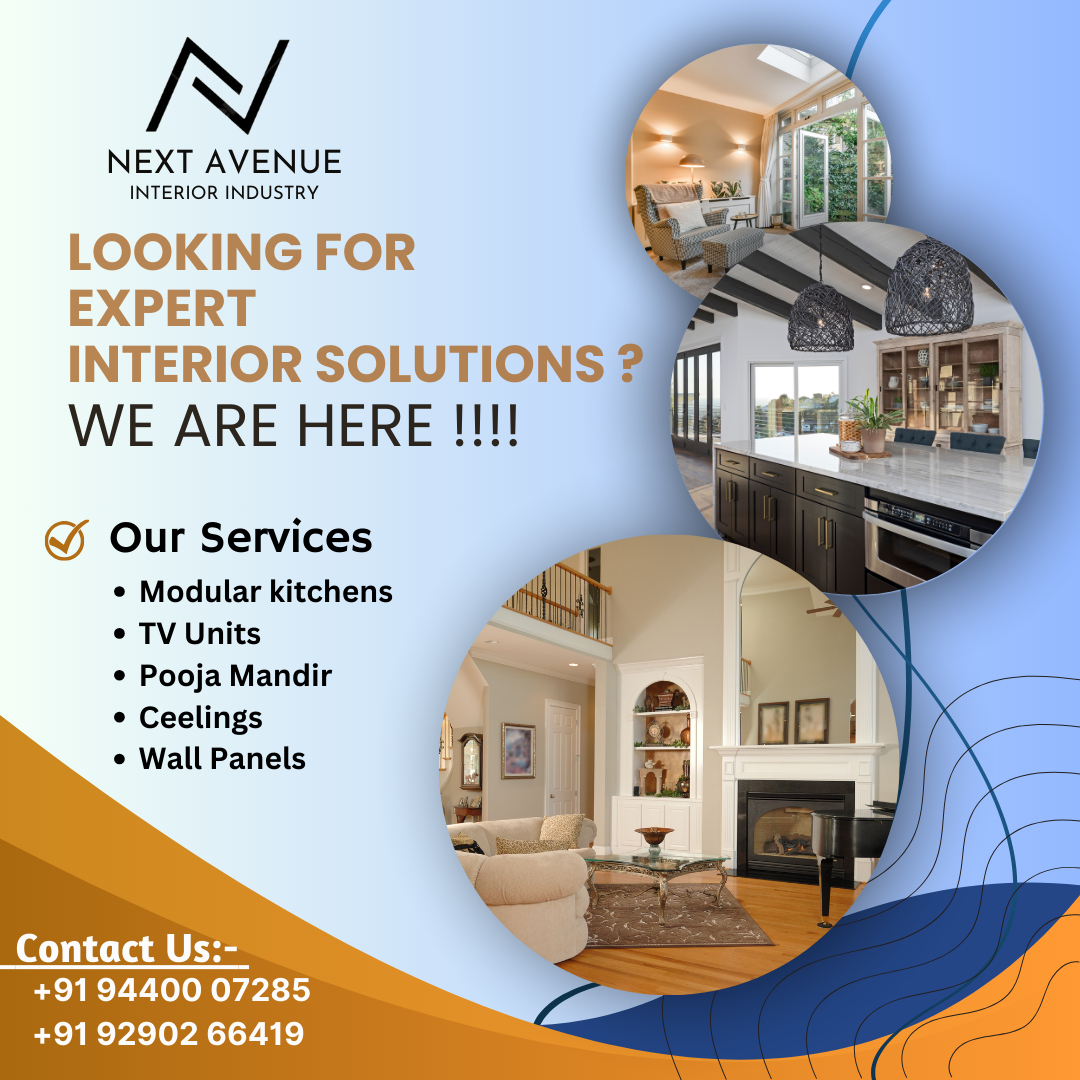 NEXT AVENUE
INTERIOR INDUSTRY
LOOKING FOR
EXPERT
INTERIOR SOLUTIONS ?
WE ARE HERE !!!!
Our Services
• Modular kitchens
• TV Units
• Pooja Mandir
• Ceelings
• Wall Panels
Contact Us:-
+91 94400 07285
+91 92902 66419